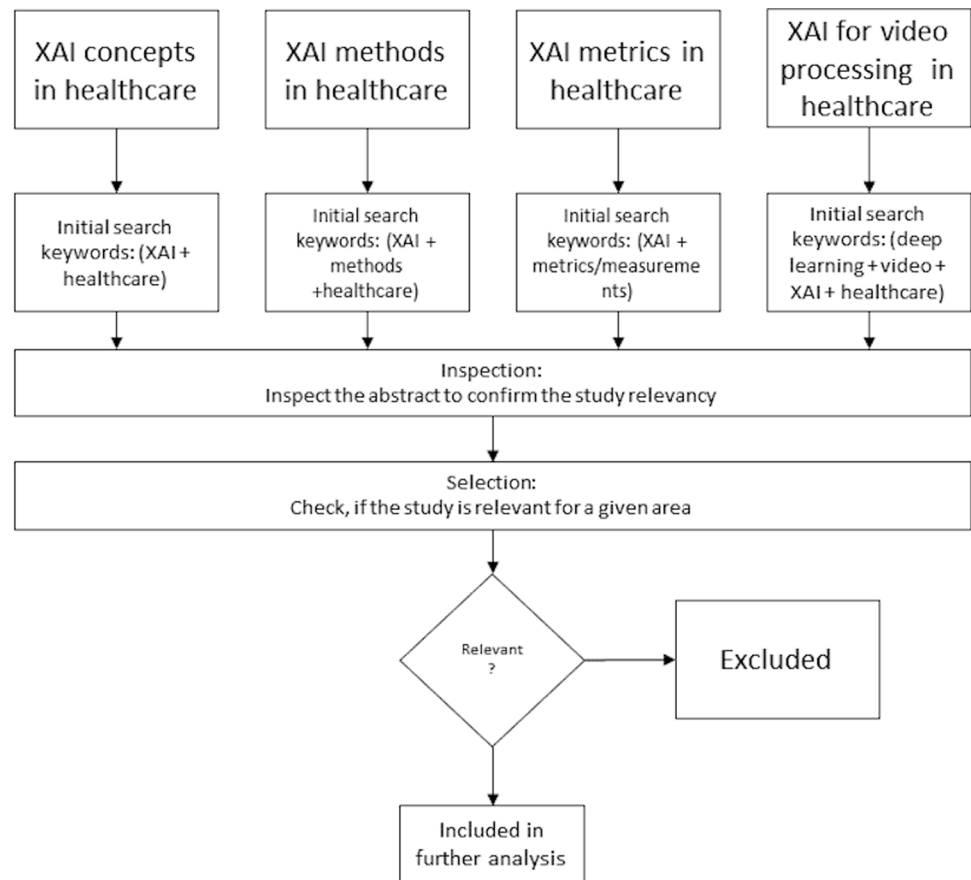 XAI concepts
in healthcare
XAI methods
in healthcare
XAI metrics in
healthcare
XAI for video
processing in
healthcare
Initial search
keywords: (XAI +
healthcare)
Initial search
keywords: (XAI +
methods
+healthcare)
Initial search
keywords: (XAI +
metrics/measureme
nts)
Initial search
keywords: (deep
learning + video +
XAI + healthcare)
Inspection:
Inspect the abstract to confirm the study relevancy
Selection:
Check, if the study is relevant for a given area
Relevant
?
Excluded
Included in
further analysis